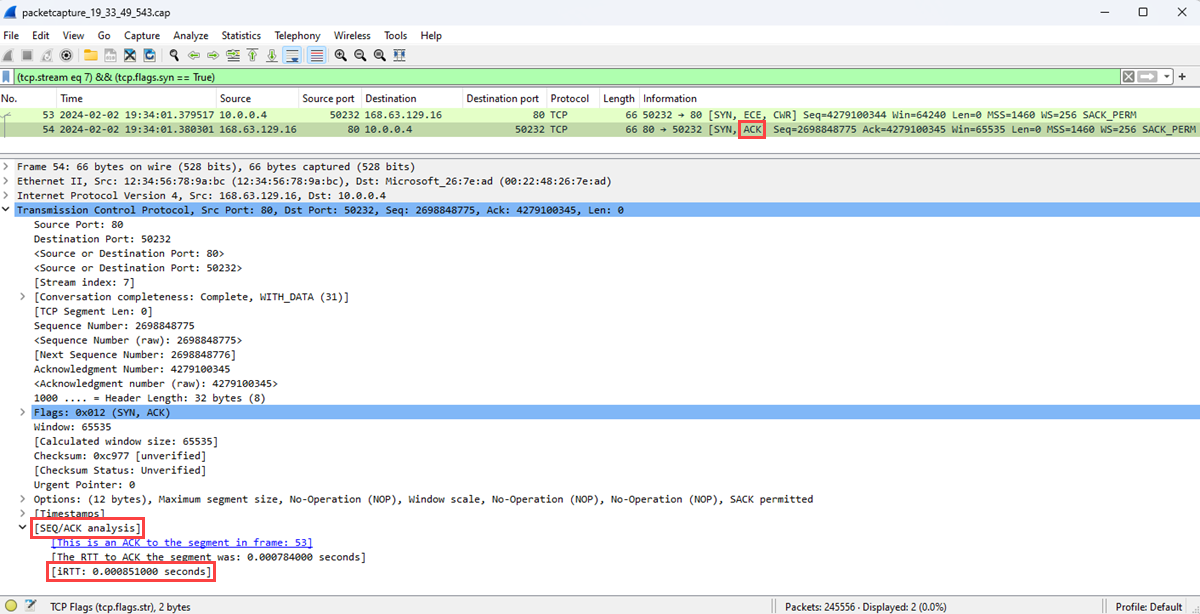 packetcapture_19_33_49_543.cap
File Edit View Go Capture Analyze Statistics Telephony Wireless Tools Help
(tcp.stream eq 7) && (tcp.flags.syn == True)
No. Time Source Source port Destination Destination port Protocol Length Information
53 2024-02-02 19:34:01.379517 10.0.0.4 50232 168.63.129.16 80 TCP 66 50232 → 80 [SYN, ECE, CWR] Seq=4279100344 Win=64240 Len=0 MSS=1460 WS=256 SACK_PERM
54 2024-02-02 19:34:01.380301 168.63.129.16 80 10.0.0.4 50232 TCP 66 80 → 50232 [SYN, ACK] Seq=2698848775 Ack=4279100345 Win=65535 Len=0 MSS=1460 WS=256 SACK_PERM
Frame 54: 66 bytes on wire (528 bits), 66 bytes captured (528 bits)
Ethernet II, Src: 12:34:56:78:9a:bc (12:34:56:78:9a:bc), Dst: Microsoft_26:7e:ad (00:22:48:26:7e:ad)
Internet Protocol Version 4, Src: 168.63.129.16, Dst: 10.0.0.4
Transmission Control Protocol, Src Port: 80, Dst Port: 50232, Seq: 2698848775, Ack: 4279100345, Len: 0
Source Port: 80
Destination Port: 50232
<Source or Destination Port: 80>
<Source or Destination Port: 50232>
[Stream index: 7]
[Conversation completeness: Complete, WITH_DATA (31)]
[TCP Segment Len: 0]
Sequence Number: 2698848775
<Sequence Number (raw): 2698848775>
[Next Sequence Number: 2698848776]
Acknowledgment Number: 4279100345
<Acknowledgment number (raw): 4279100345>
1000 .... = Header Length: 32 bytes (8)
Flags: 0x012 (SYN, ACK)
Window: 65535
[Calculated window size: 65535]
Checksum: 0xc977 [unverified]
[Checksum Status: Unverified]
Urgent Pointer: 0
Options: (12 bytes), Maximum segment size, No-Operation (NOP), Window scale, No-Operation (NOP), No-Operation (NOP), SACK permitted
[Timestamps]
[SEQ/ACK analysis]
[This is an ACK to the segment in frame: 53]
[The RTT to ACK the segment was: 0.000784000 seconds]
[iRTT: 0.000851000 seconds]
TCP Flags (tcp.flags.str), 2 bytes Packets: 245556 · Displayed: 2 (0.0%) Profile: Default